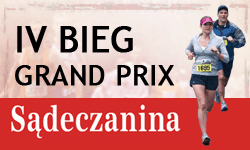 IV BIEG
GRAND PRIX
Sądeczanina